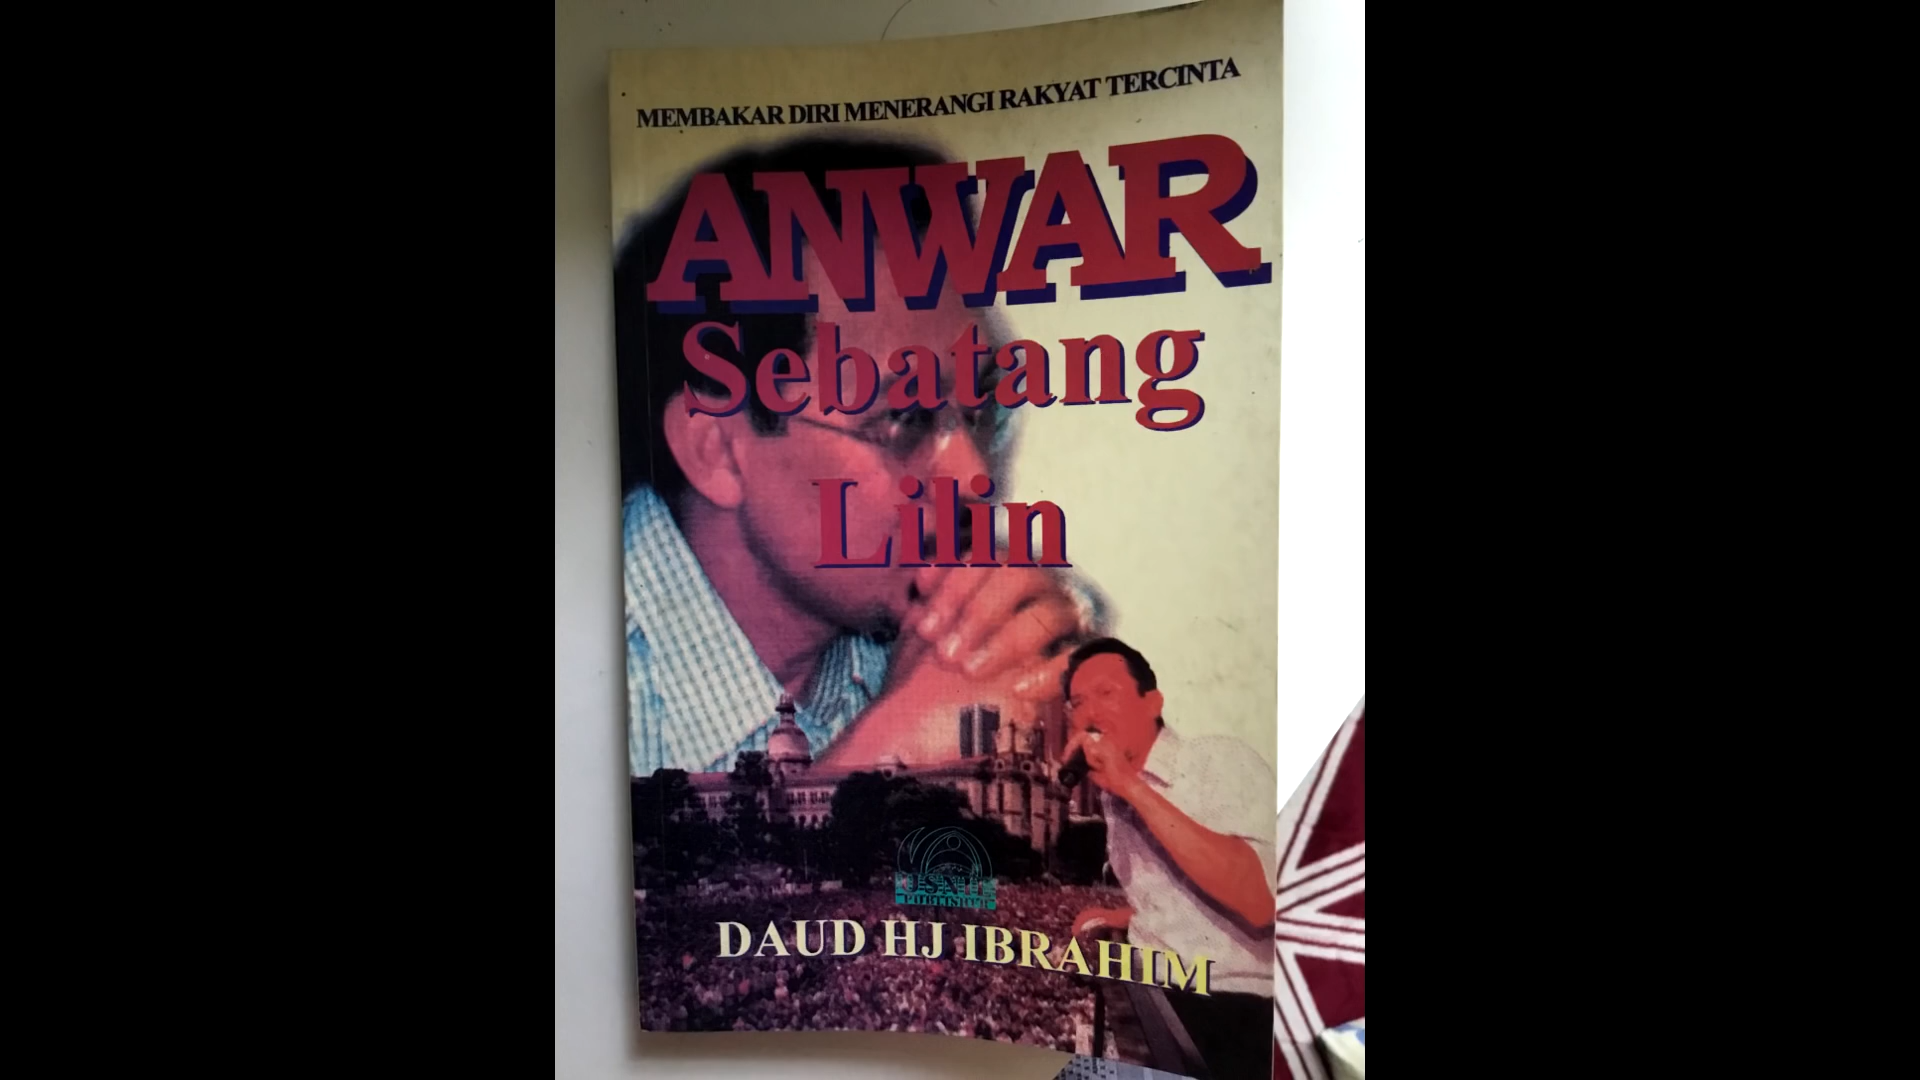 MEMBAKAR DIRI MENERANGI RAKYAT TERCINTA
ANWAR
Sebatang
Lilin
DAUD HJ IBRAHIM